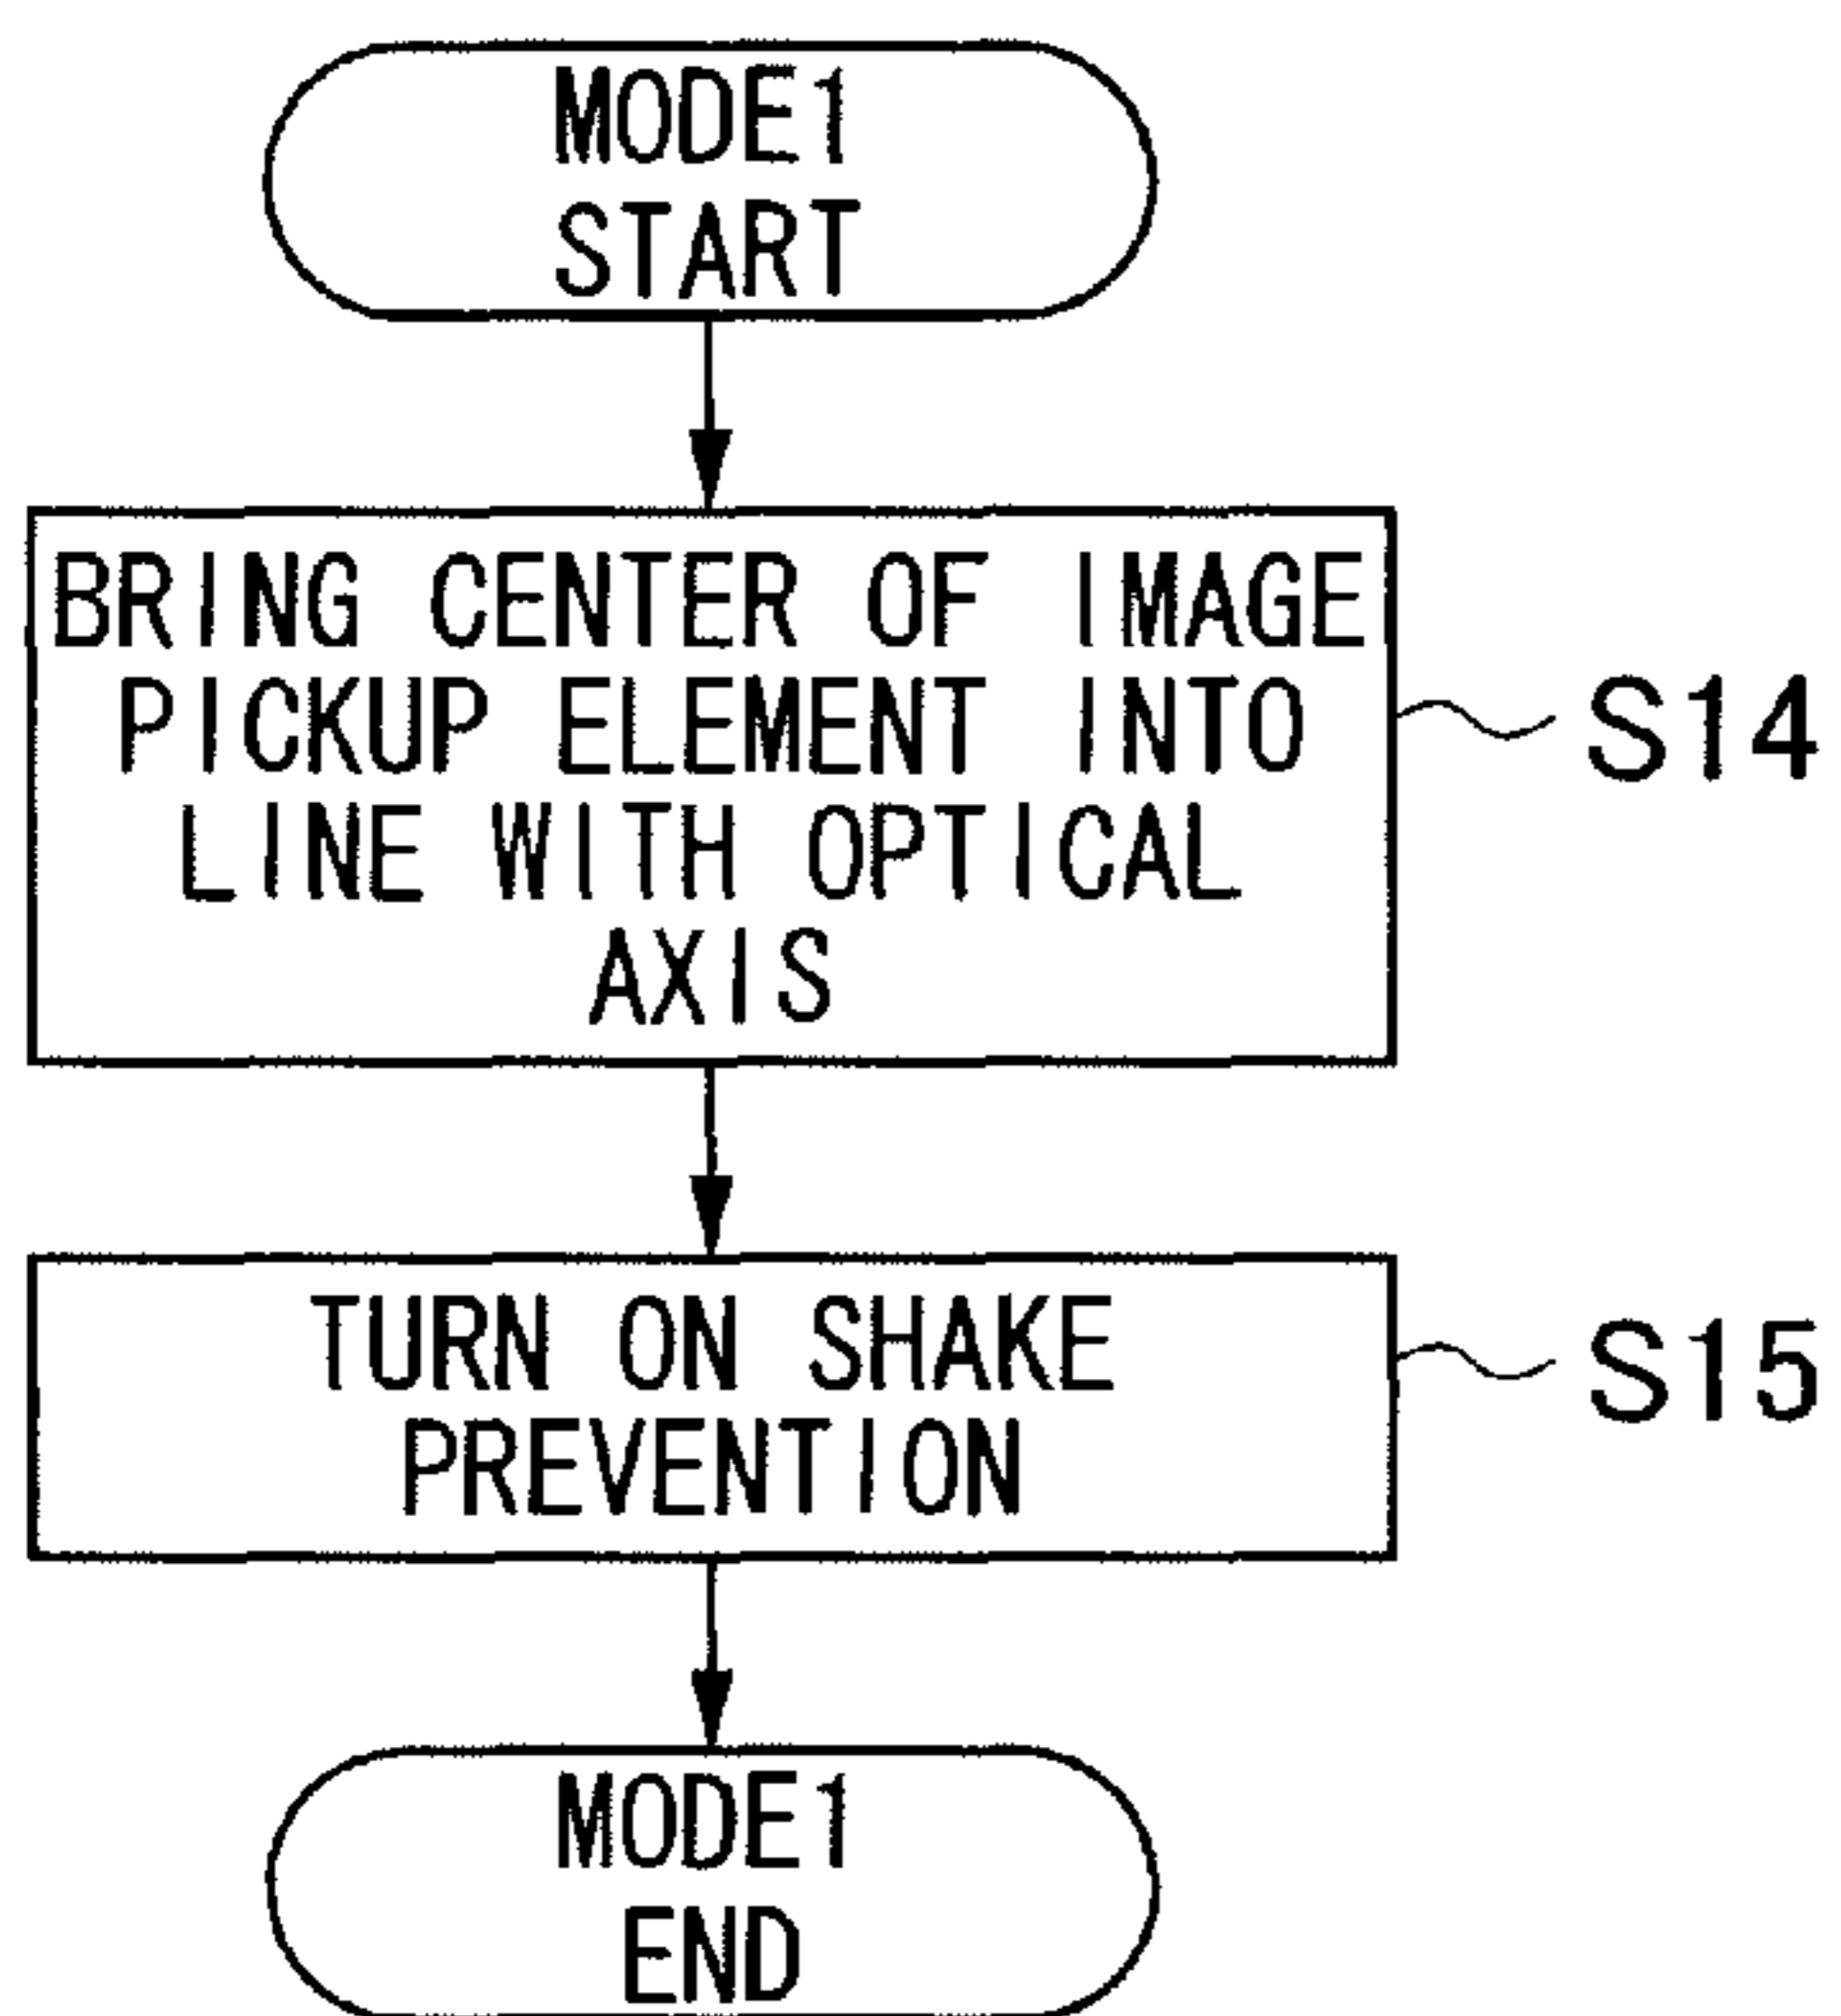 MODE1
START
BRING CENTER OF IMAGE
PICKUP ELEMENT INTO
LINE WITH OPTICAL
AXIS
S14
TURN ON SHAKE
PREVENTION
S15
MODE1
END